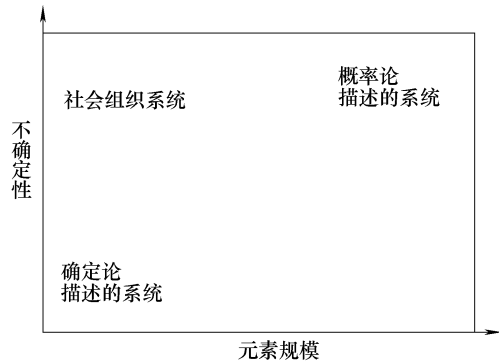 概率论
描述的系统
社会组织系统
不确定性
确定论
描述的系统
元素规模